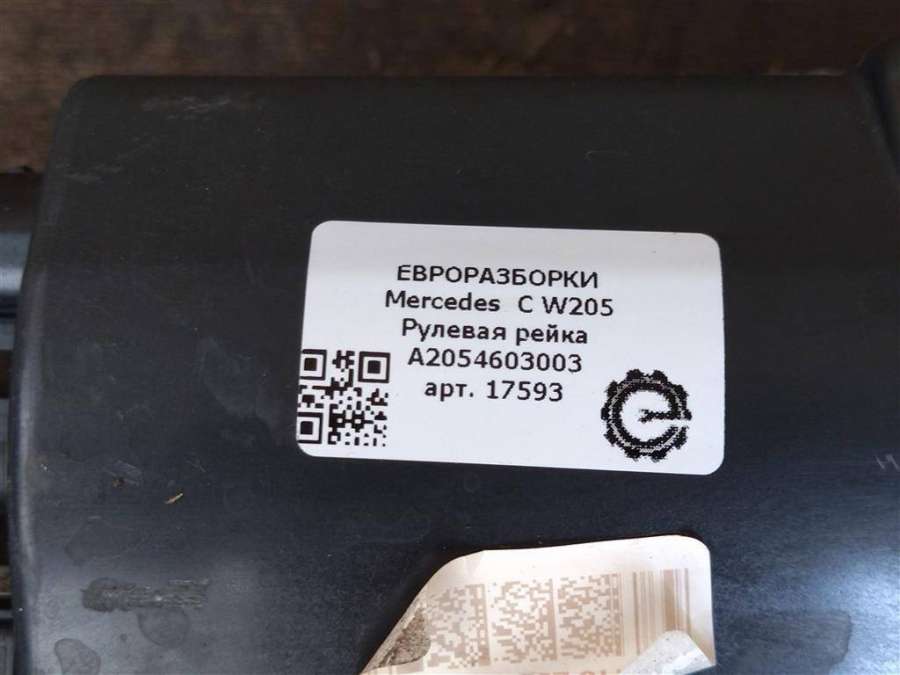 ЕВРОРАЗБОРКИ
Mercedes C W205
Рулевая рейка
A2054603003
арт. 17593